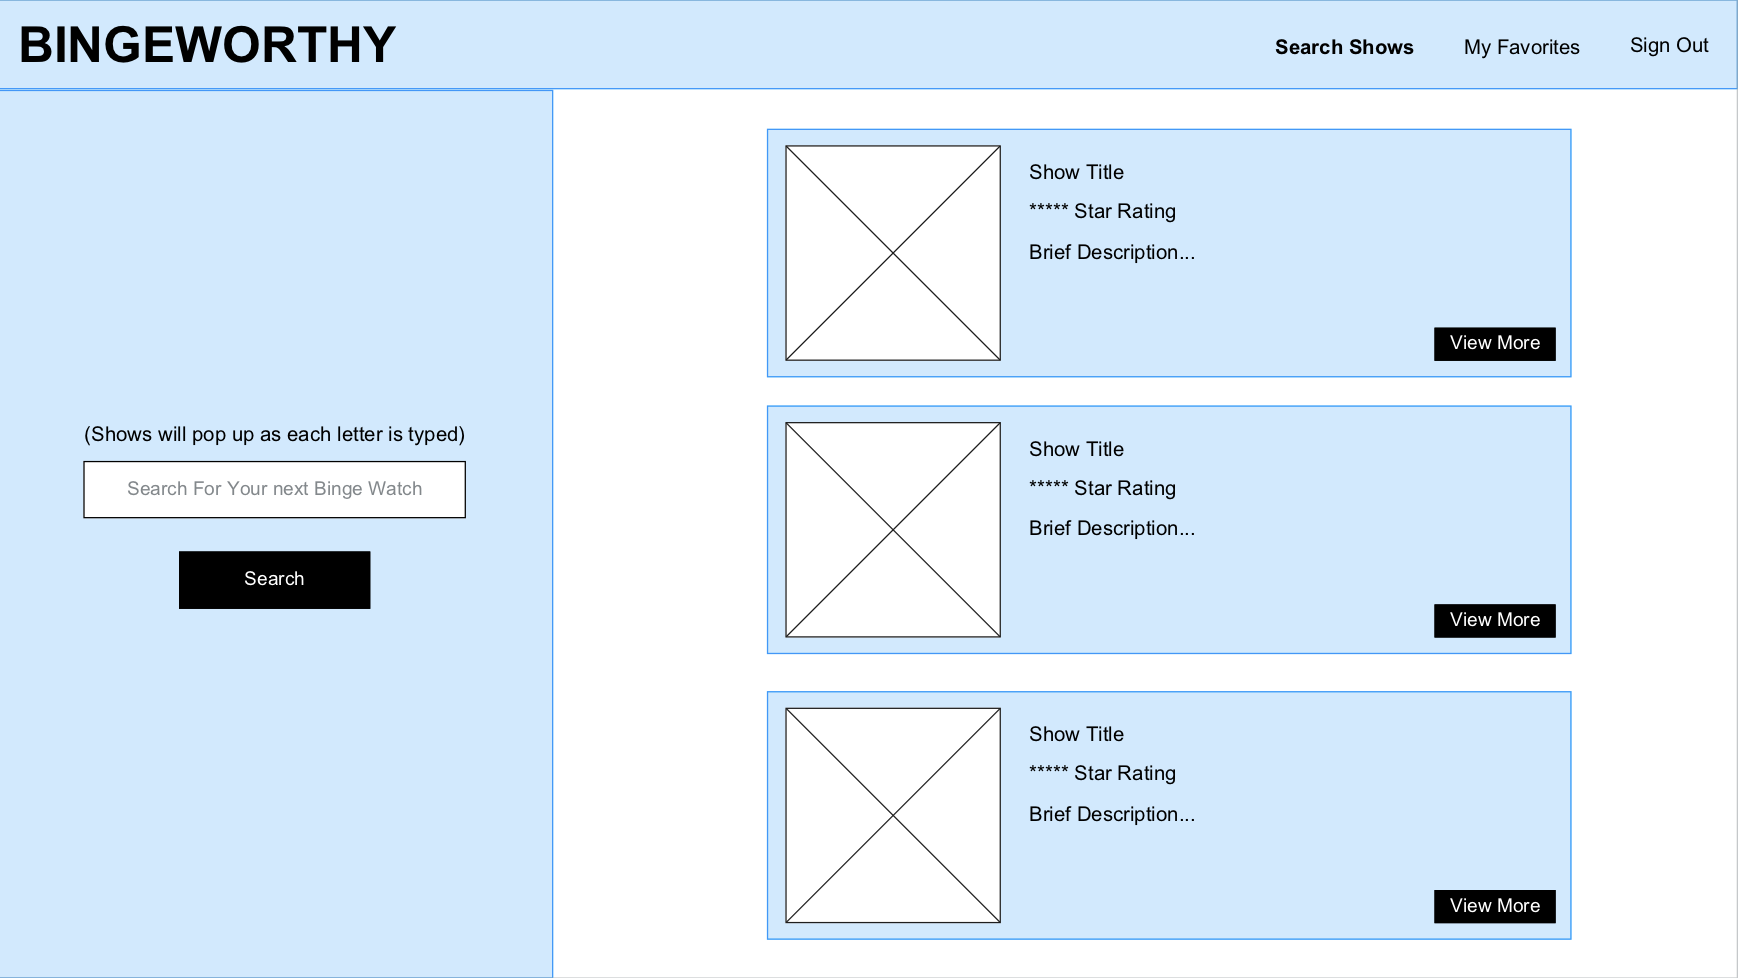 BINGEWORTHY
Search Shows
My Favorites
Sign Out
(Shows will pop up as each letter is typed)
Search For Your next Binge Watch
Search
Show Title
***** Star Rating
Brief Description...
View More
Show Title
***** Star Rating
Brief Description...
View More
Show Title
***** Star Rating
Brief Description...
View More